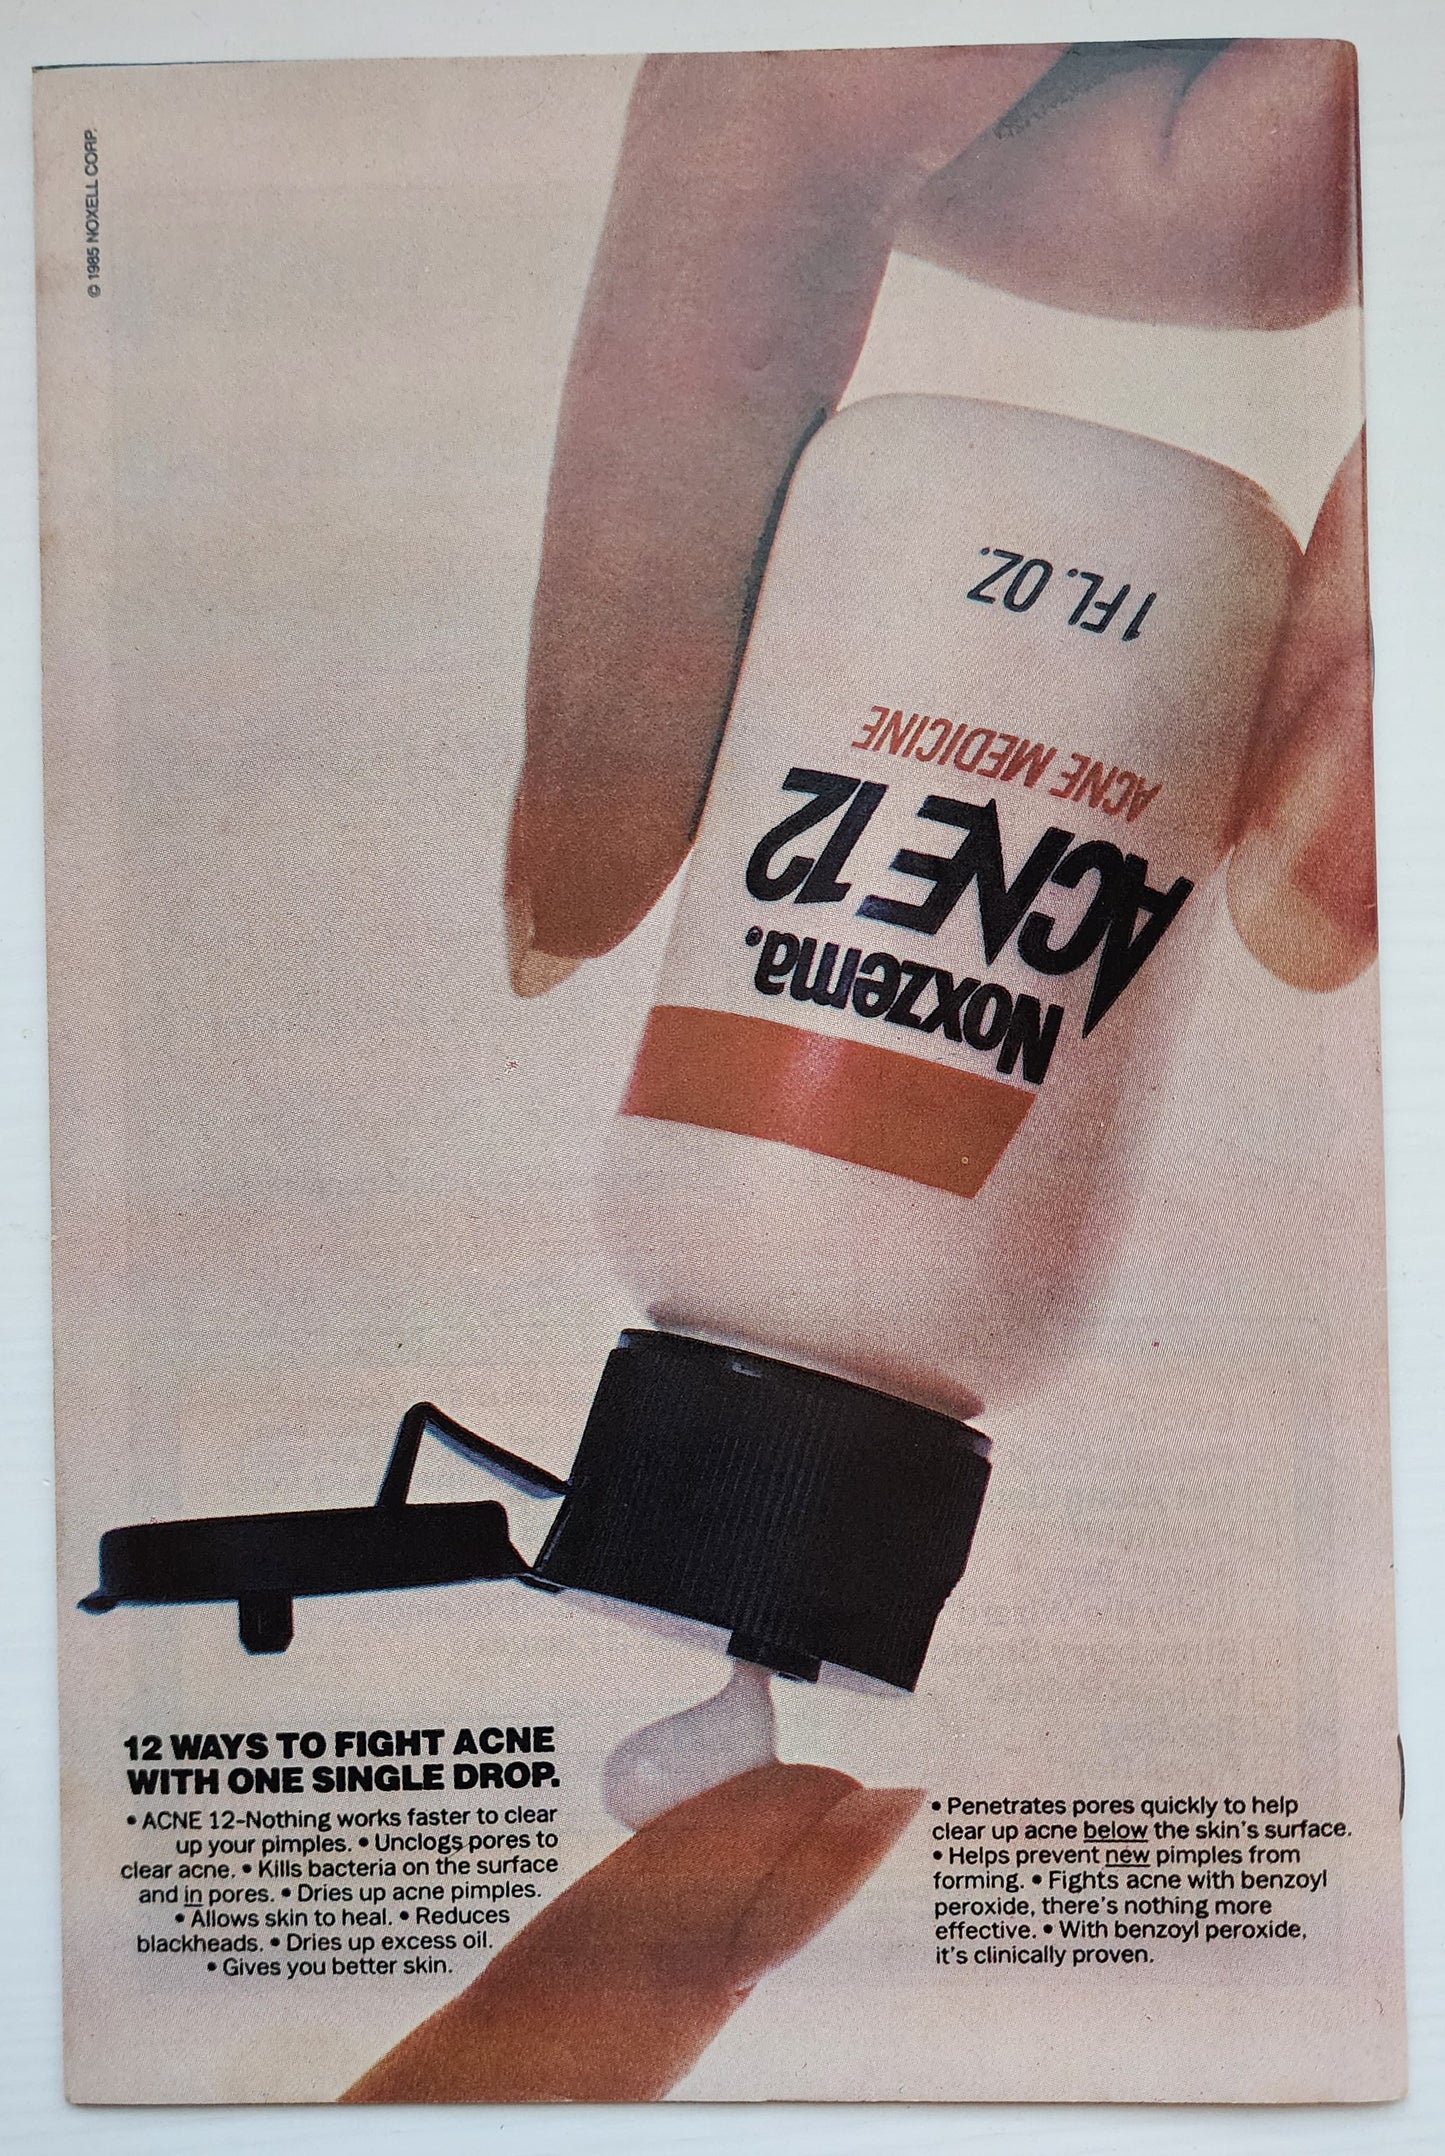 © 1985 NOXELL CORP.
1 FL. OZ.
ACNE MEDICINE
ACNE 12
Noxzema.
12 WAYS TO FIGHT ACNE
WITH ONE SINGLE DROP.
• ACNE 12-Nothing works faster to clear
up your pimples. • Unclogs pores to
clear acne. • Kills bacteria on the surface
and in pores. • Dries up acne pimples.
• Allows skin to heal. • Reduces
blackheads. • Dries up excess oil.
• Gives you better skin.
• Penetrates pores quickly to help
clear up acne below the skin's surface.
• Helps prevent new pimples from
forming. • Fights acne with benzoyl
peroxide, there's nothing more
effective. • With benzoyl peroxide,
it's clinically proven.